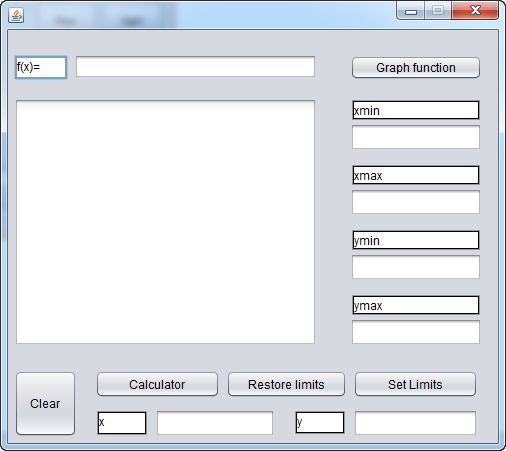 f(x)=
Graph function
xmin
xmax
ymin
ymax
Clear
Calculator
Restore limits
Set Limits
x
y